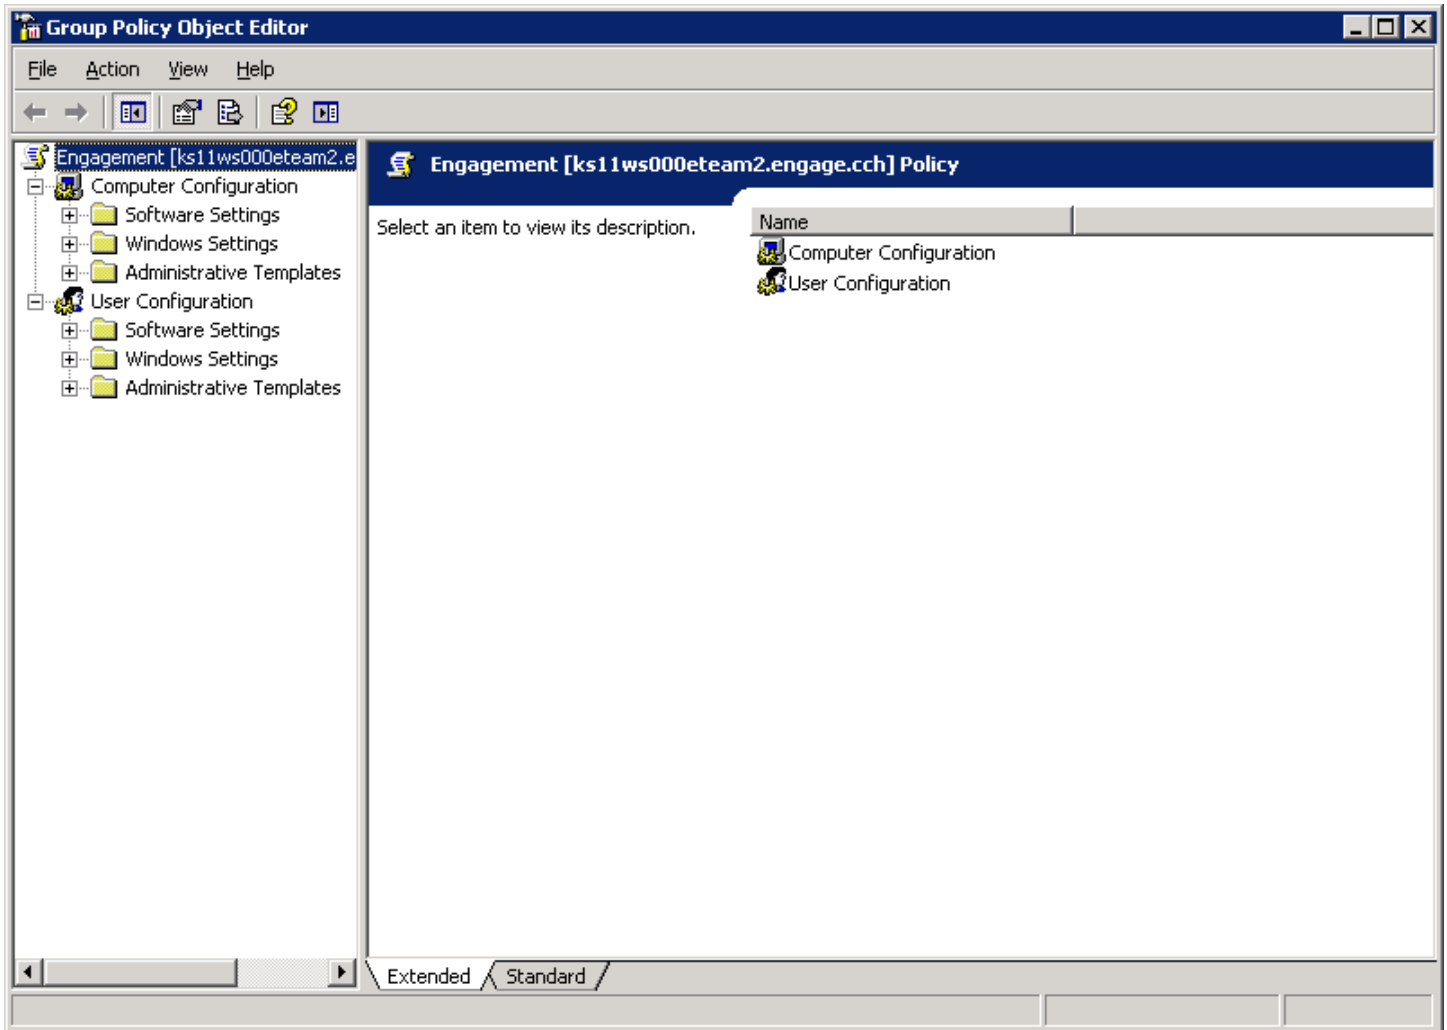 Group Policy Object Editor
File Action View Help
Engagement [ks11ws000eteam2.e
Computer Configuration
Software Settings
Windows Settings
Administrative Templates
User Configuration
Software Settings
Windows Settings
Administrative Templates
Engagement [ks11ws000eteam2.engage.cch] Policy
Select an item to view its description.
Name
Computer Configuration
User Configuration
Extended Standard